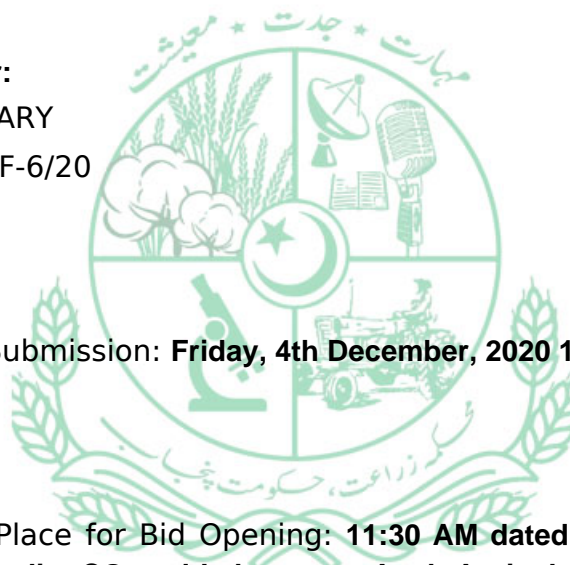 مہارت ٭ جدت ٭ معیشت
r:
ARY
F-6/20
Submission: Friday, 4th December, 2020 1
محکمہ زراعت، حکومت پنجاب
Place for Bid Opening: 11:30 AM dated